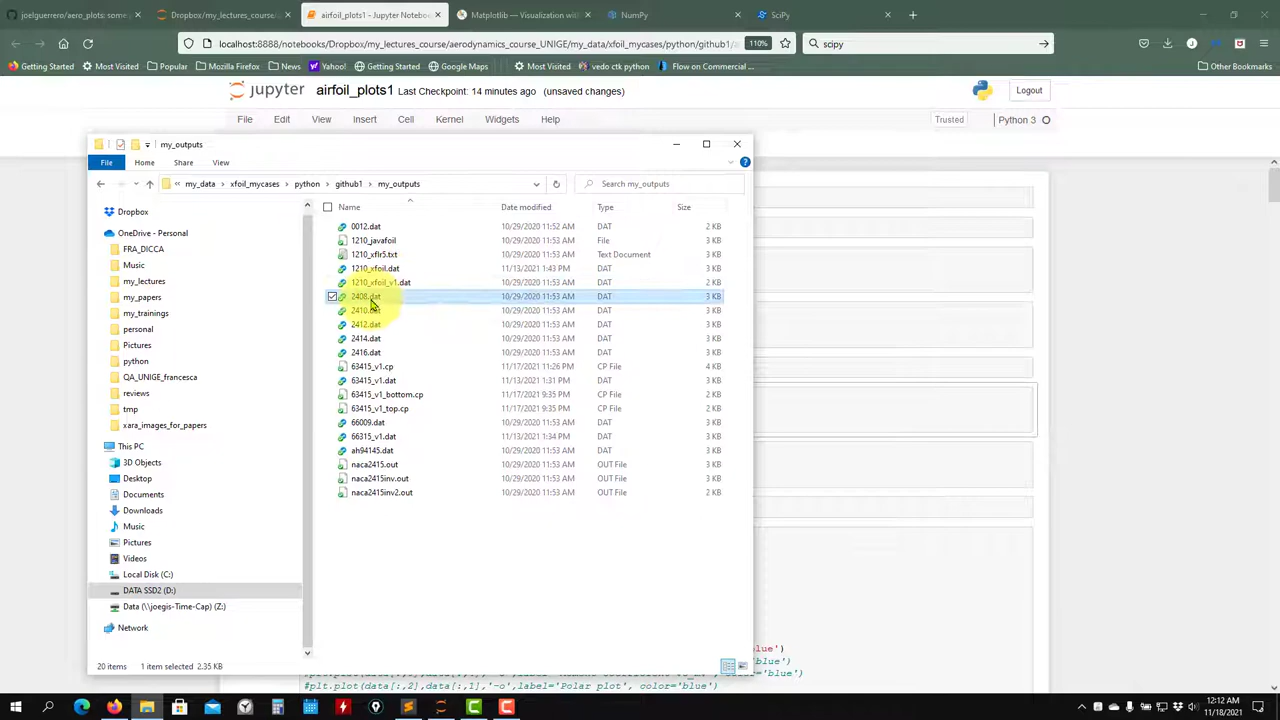 joelguerrero/aero_plots: some p
Dropbox/my_lectures_course/a
airfoil_plots1 - Jupyter Notebook
Matplotlib — Visualization with
NumPy
SciPy
localhost:8888/notebooks/Dropbox/my_lectures_course/aerodynamics_course_UNIGE/my_data/xfoil_mycases/python/github1/a
110%
scipy
Getting Started
Most Visited
Popular
Mozilla Firefox
News
Yahoo!
Getting Started
Google Maps
Most Visited
vedo ctk python
Flow on Commercial ...
Other Bookmarks
jupyter airfoil_plots1 Last Checkpoint: 14 minutes ago (unsaved changes)
Logout
File Edit View Insert Cell Kernel Widgets Help
Trusted
Python 3
my_outputs
File Home Share View
« my_data > xfoil_mycases > python > github1 > my_outputs
Search my_outputs
Name Date modified Type Size
Dropbox
OneDrive - Personal
FRA_DICCA
Music
my_lectures
my_papers
my_trainings
personal
Pictures
python
QA_UNIGE_francesca
reviews
tmp
xara_images_for_papers
This PC
3D Objects
Desktop
Documents
Downloads
Music
Pictures
Videos
Local Disk (C:)
DATA SSD2 (D:)
Data (\\joegis-Time-Cap) (Z:)
Network
0012.dat 10/29/2020 11:52 AM DAT 2 KB
1210_javafoil 10/29/2020 11:53 AM File 3 KB
1210_xflr5.txt 10/29/2020 11:53 AM Text Document 3 KB
1210_xfoil.dat 11/13/2021 1:43 PM DAT 3 KB
1210_xfoil_v1.dat 10/29/2020 11:53 AM DAT 2 KB
2408.dat 10/29/2020 11:53 AM DAT 3 KB
2410.dat 10/29/2020 11:53 AM DAT 3 KB
2412.dat 10/29/2020 11:53 AM DAT 3 KB
2414.dat 10/29/2020 11:53 AM DAT 3 KB
2416.dat 10/29/2020 11:53 AM DAT 3 KB
63415_v1.cp 11/17/2021 11:26 PM CP File 4 KB
63415_v1.dat 11/13/2021 1:31 PM DAT 3 KB
63415_v1_bottom.cp 11/17/2021 9:35 PM CP File 2 KB
63415_v1_top.cp 11/17/2021 9:35 PM CP File 2 KB
66009.dat 10/29/2020 11:53 AM DAT 3 KB
66315_v1.dat 11/13/2021 1:34 PM DAT 3 KB
ah94145.dat 10/29/2020 11:53 AM DAT 3 KB
naca2415.out 10/29/2020 11:53 AM OUT File 3 KB
naca2415inv.out 10/29/2020 11:53 AM OUT File 3 KB
naca2415inv2.out 10/29/2020 11:53 AM OUT File 2 KB
20 items 1 item selected 2.35 KB
lue')
blue')
blue')
#plt.plot(data[:,2],data[:,1],'-o',label='Polar plot', color='blue')
12:12 AM
11/18/2021